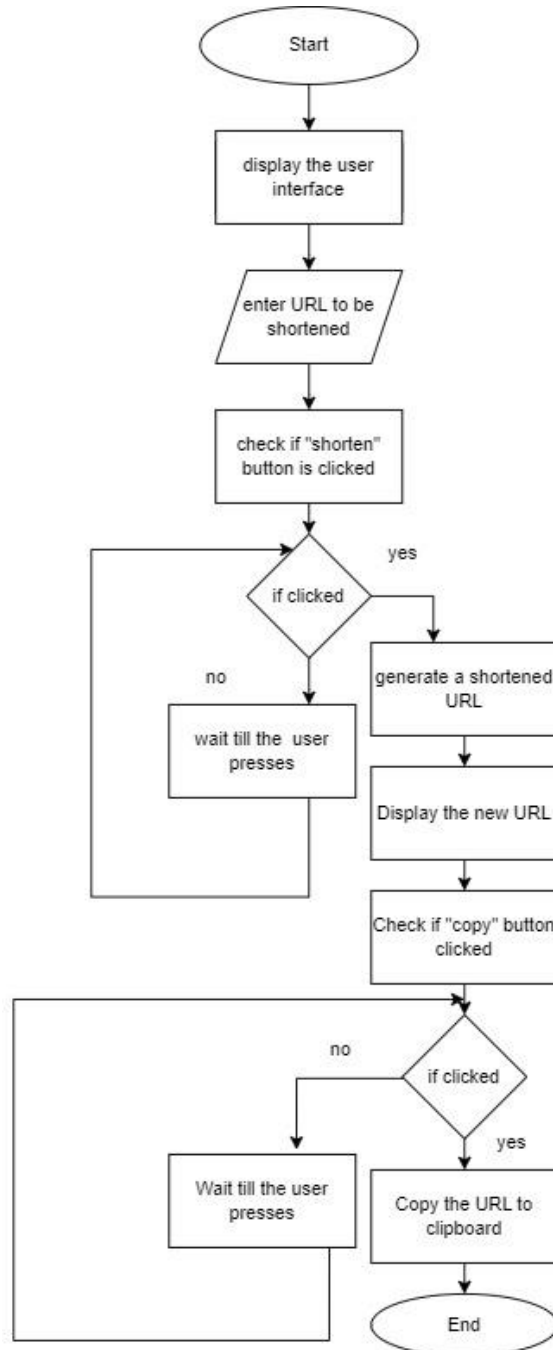 Start
display the user
interface
enter URL to be
shortened
check if "shorten"
button is clicked
yes
if clicked
no
generate a shortened
URL
wait till the user
presses
Display the new URL
Check if "copy" button
clicked
no
if clicked
yes
Wait till the user
presses
Copy the URL to
clipboard
End